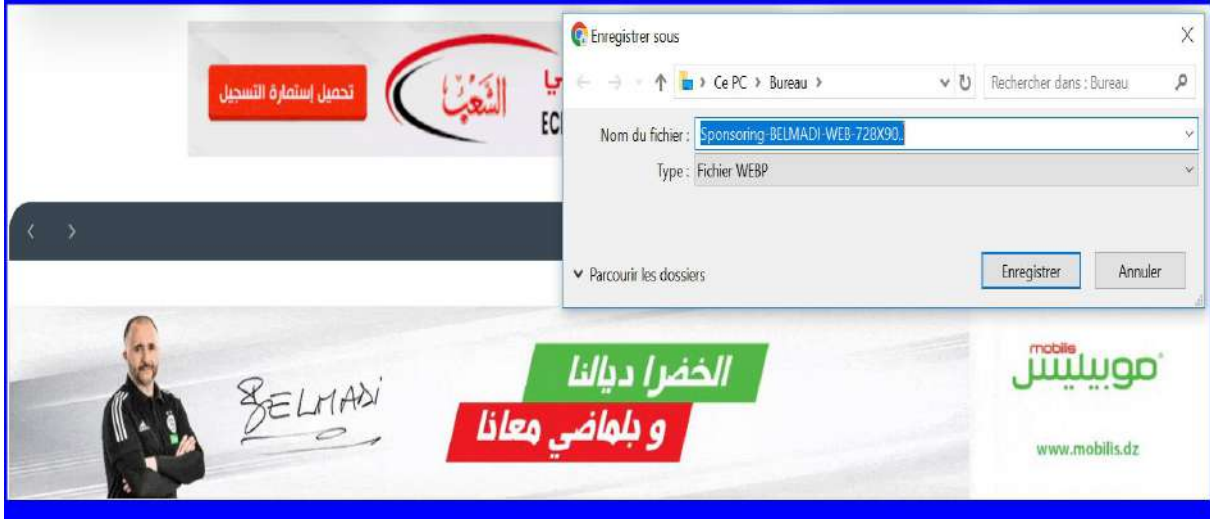 Enregistrer sous
Ce PC > Bureau >
Rechercher dans : Bureau
Nom du fichier : Sponsoring-BELMADI-WEB-728X90..
Type : Fichier WEBP
Parcourir les dossiers
Enregistrer
Annuler
تحميل إستمارة التسجيل
الشَّعْب
BELMADI
الخضرا ديالنا
و بلماضي معانا
mobilis
موبيليس
www.mobilis.dz